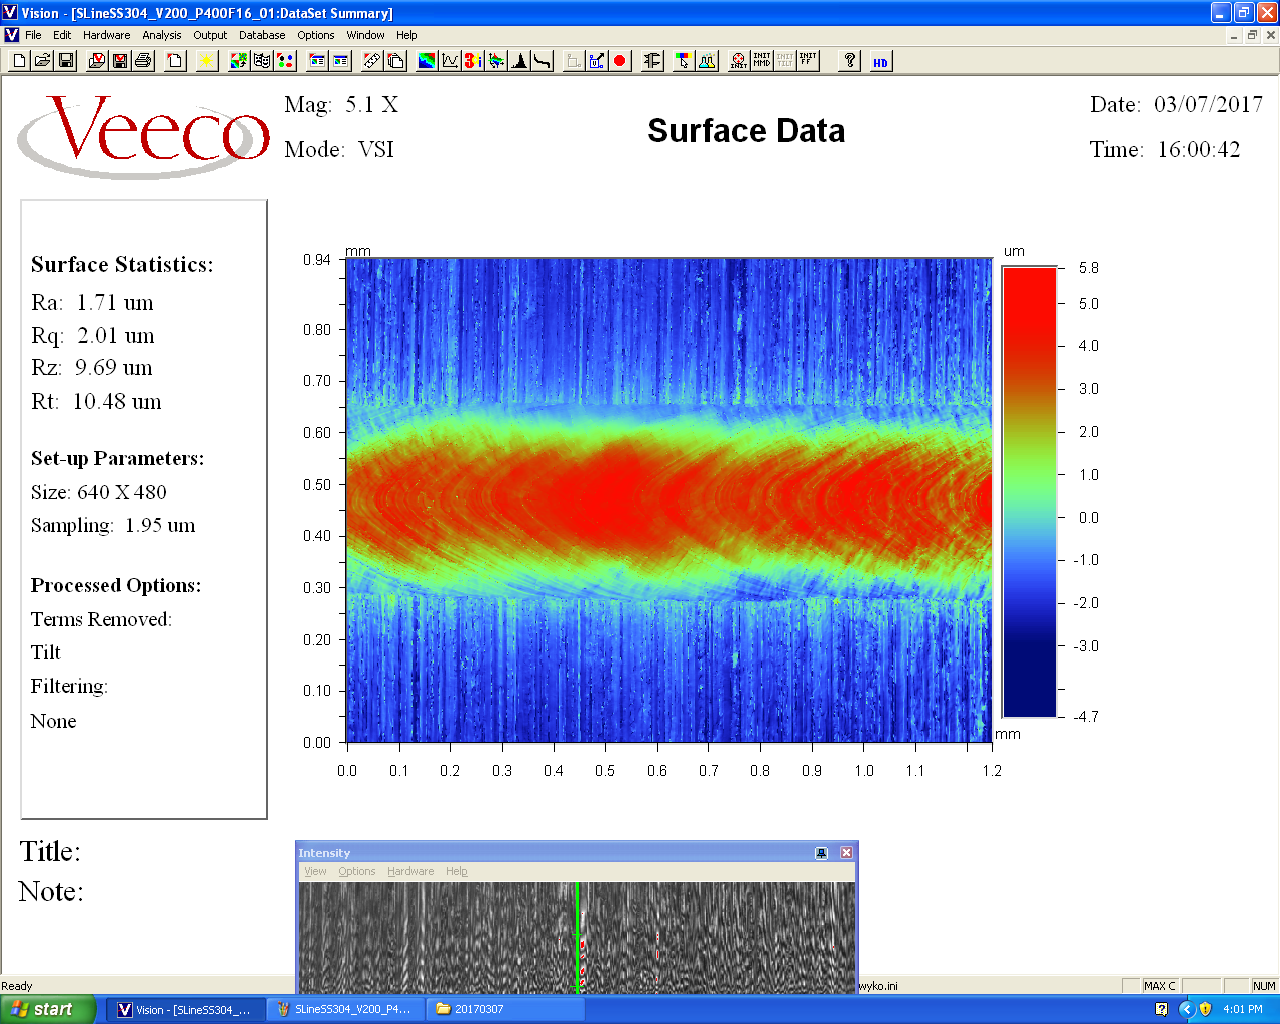 Vision - [SLineSS304_V200_P400F16_01:DataSet Summary]
File Edit Hardware Analysis Output Database Options Window Help
INIT INIT MMD INIT TILT INIT FF ? HD
Veeco
Mag: 5.1 X
Mode: VSI
Surface Data
Date: 03/07/2017
Time: 16:00:42
Surface Statistics:
Ra: 1.71 um
Rq: 2.01 um
Rz: 9.69 um
Rt: 10.48 um
Set-up Parameters:
Size: 640 X 480
Sampling: 1.95 um
Processed Options:
Terms Removed:
Tilt
Filtering:
None
mm
0.94
0.80
0.70
0.60
0.50
0.40
0.30
0.20
0.10
0.00
0.0 0.1 0.2 0.3 0.4 0.5 0.6 0.7 0.8 0.9 1.0 1.1 1.2
mm
um
5.8
5.0
4.0
3.0
2.0
1.0
0.0
-1.0
-2.0
-3.0
-4.7
Title:
Note:
Intensity
View Options Hardware Help
Ready
wyko.ini
MAX C
NUM
start
Vision - [SLineSS304_...
SLineSS304_V200_P4...
20170307
4:01 PM